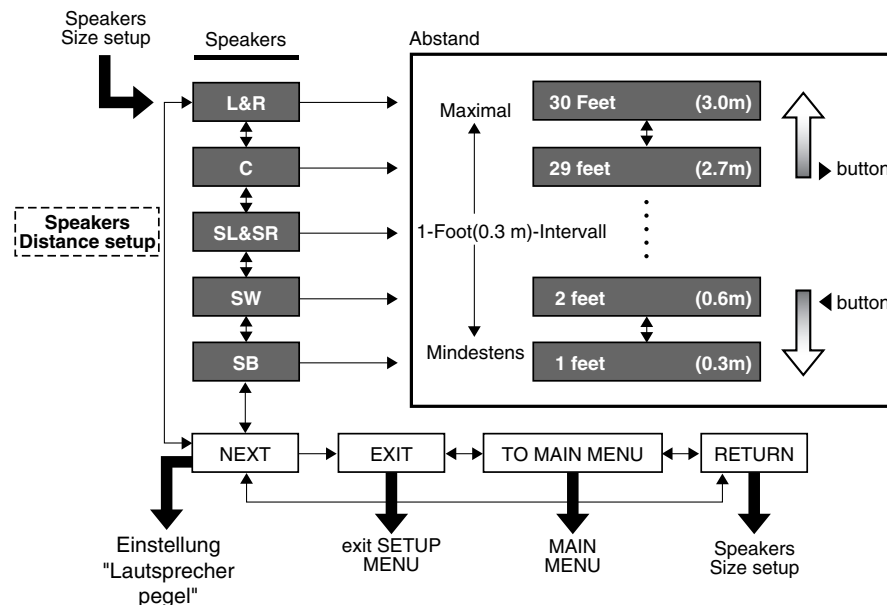 Speakers
Size setup
Speakers
Abstand
L&R
C
SL&SR
SW
SB
Speakers
Distance setup
Maximal
1-Foot(0.3 m)-Intervall
Mindestens
30 Feet (3.0m)
29 feet (2.7m)
2 feet (0.6m)
1 feet (0.3m)
button
button
NEXT
EXIT
TO MAIN MENU
RETURN
Einstellung
"Lautsprecher
pegel"
exit SETUP
MENU
MAIN
MENU
Speakers
Size setup